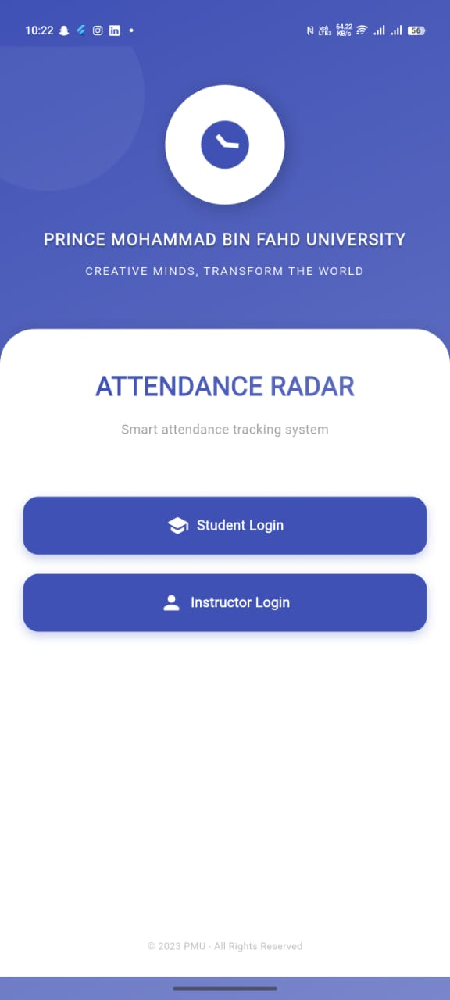 10:22
Vo) LTE2 64.22 KB/s 56
PRINCE MOHAMMAD BIN FAHD UNIVERSITY
CREATIVE MINDS, TRANSFORM THE WORLD
ATTENDANCE RADAR
Smart attendance tracking system
Student Login
Instructor Login
© 2023 PMU - All Rights Reserved